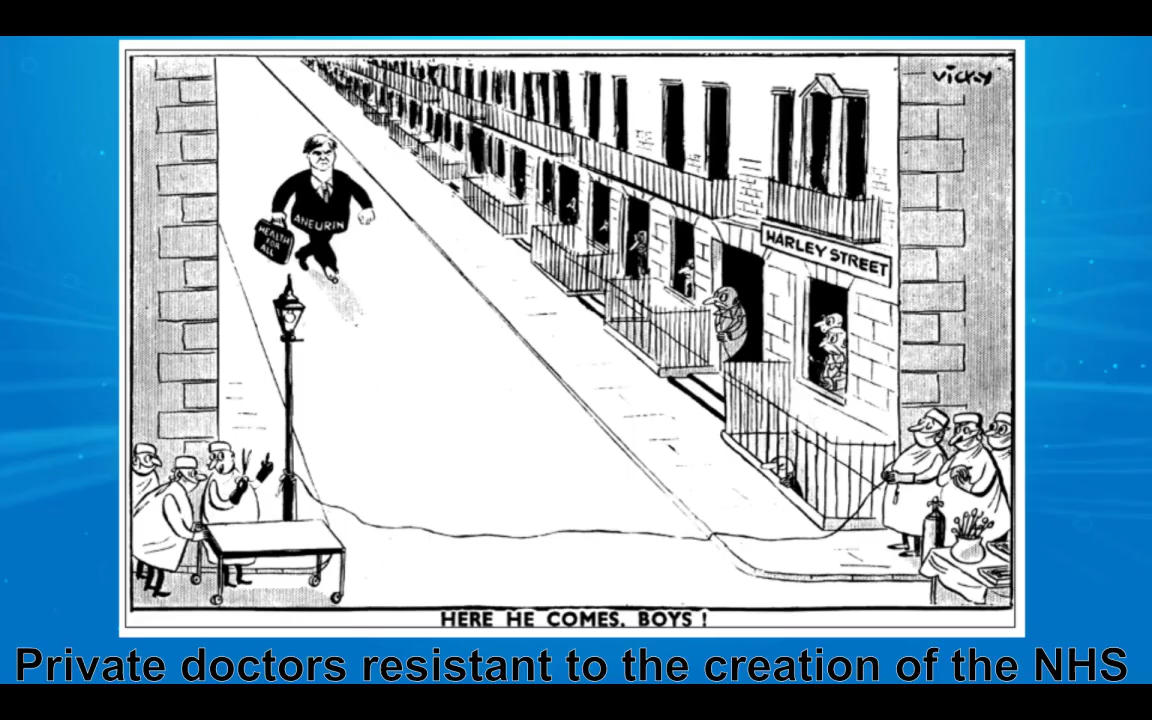 Vicky
ANEURIN
HEALTH
FOR
ALL
HARLEY STREET
HERE HE COMES. BOYS !
Private doctors resistant to the creation of the NHS